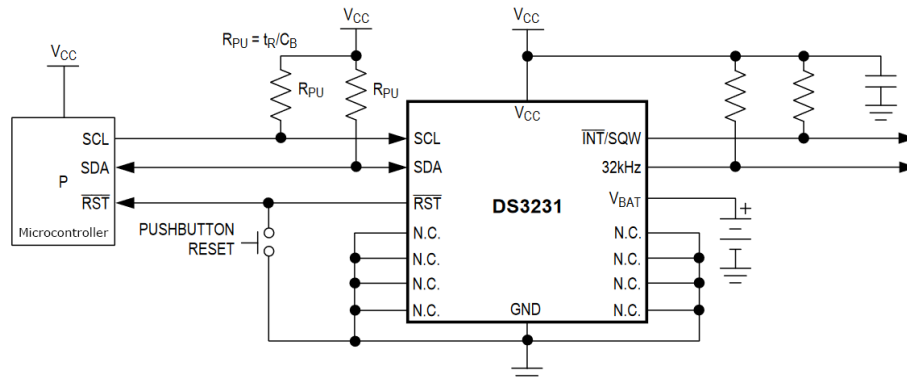 VCC
VCC
RPU = tR/CB
VCC
RPU
RPU
VCC
SCL
SCL
INT/SQW
SDA
SDA
32kHz
P
RST
RST
DS3231
VBAT
+
Microcontroller
PUSHBUTTON
RESET
N.C.
N.C.
N.C.
N.C.
N.C.
N.C.
N.C.
N.C.
GND